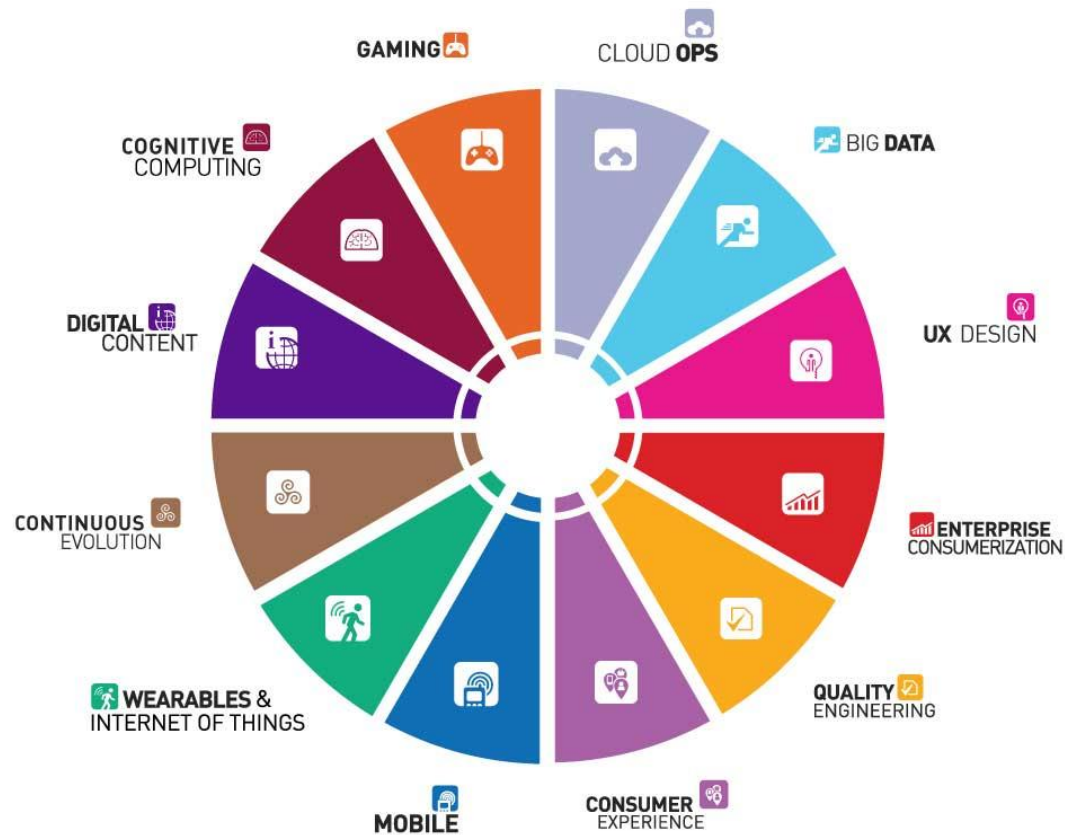 GAMING
CLOUD OPS
COGNITIVE
COMPUTING
BIG DATA
DIGITAL
CONTENT
UX DESIGN
CONTINUOUS
EVOLUTION
ENTERPRISE
CONSUMERIZATION
WEARABLES &
INTERNET OF THINGS
QUALITY
ENGINEERING
MOBILE
CONSUMER
EXPERIENCE